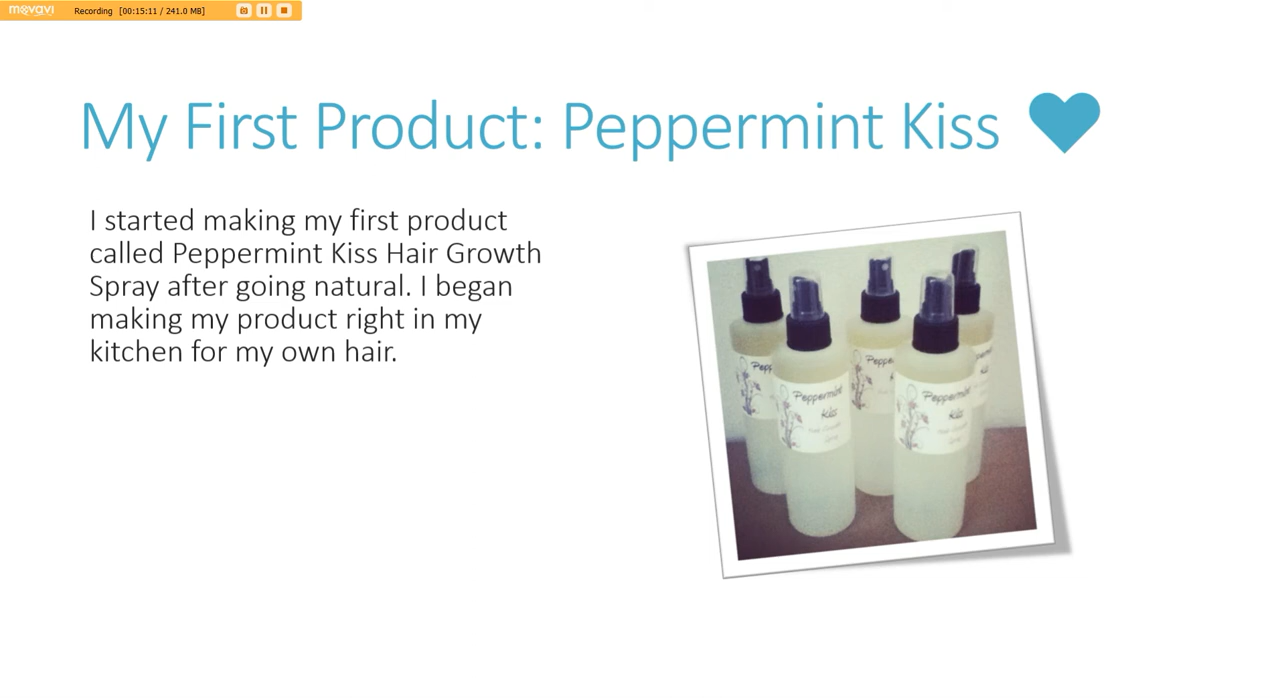 movavi Recording [00:15:11 / 241.0 MB]
My First Product: Peppermint Kiss
I started making my first product
called Peppermint Kiss Hair Growth
Spray after going natural. I began
making my product right in my
kitchen for my own hair.
Pepp
Peppe
Peppermint
Kiss
Peppermint
Kiss